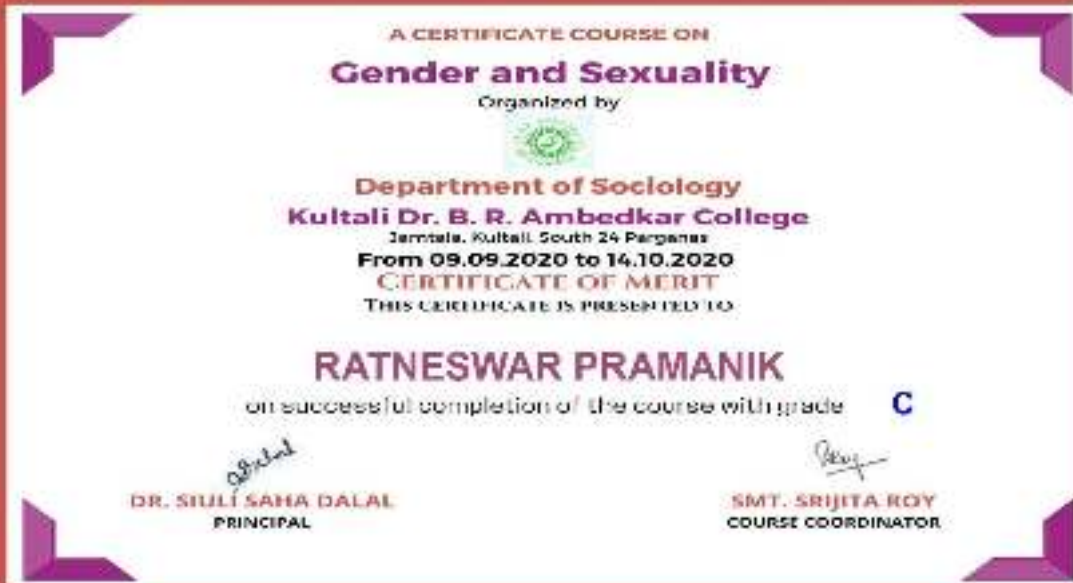 A CERTIFICATE COURSE ON
Gender and Sexuality
Organized by
Department of Sociology
Kultali Dr. B. R. Ambedkar College
Jamtala, Kultali, South 24 Parganas
From 09.09.2020 to 14.10.2020
CERTIFICATE OF MERIT
THIS CERTIFICATE IS PRESENTED TO
RATNESWAR PRAMANIK
on successful completion of the course with grade C
DR. SIULI SAHA DALAL
PRINCIPAL
SMT. SRIJITA ROY
COURSE COORDINATOR